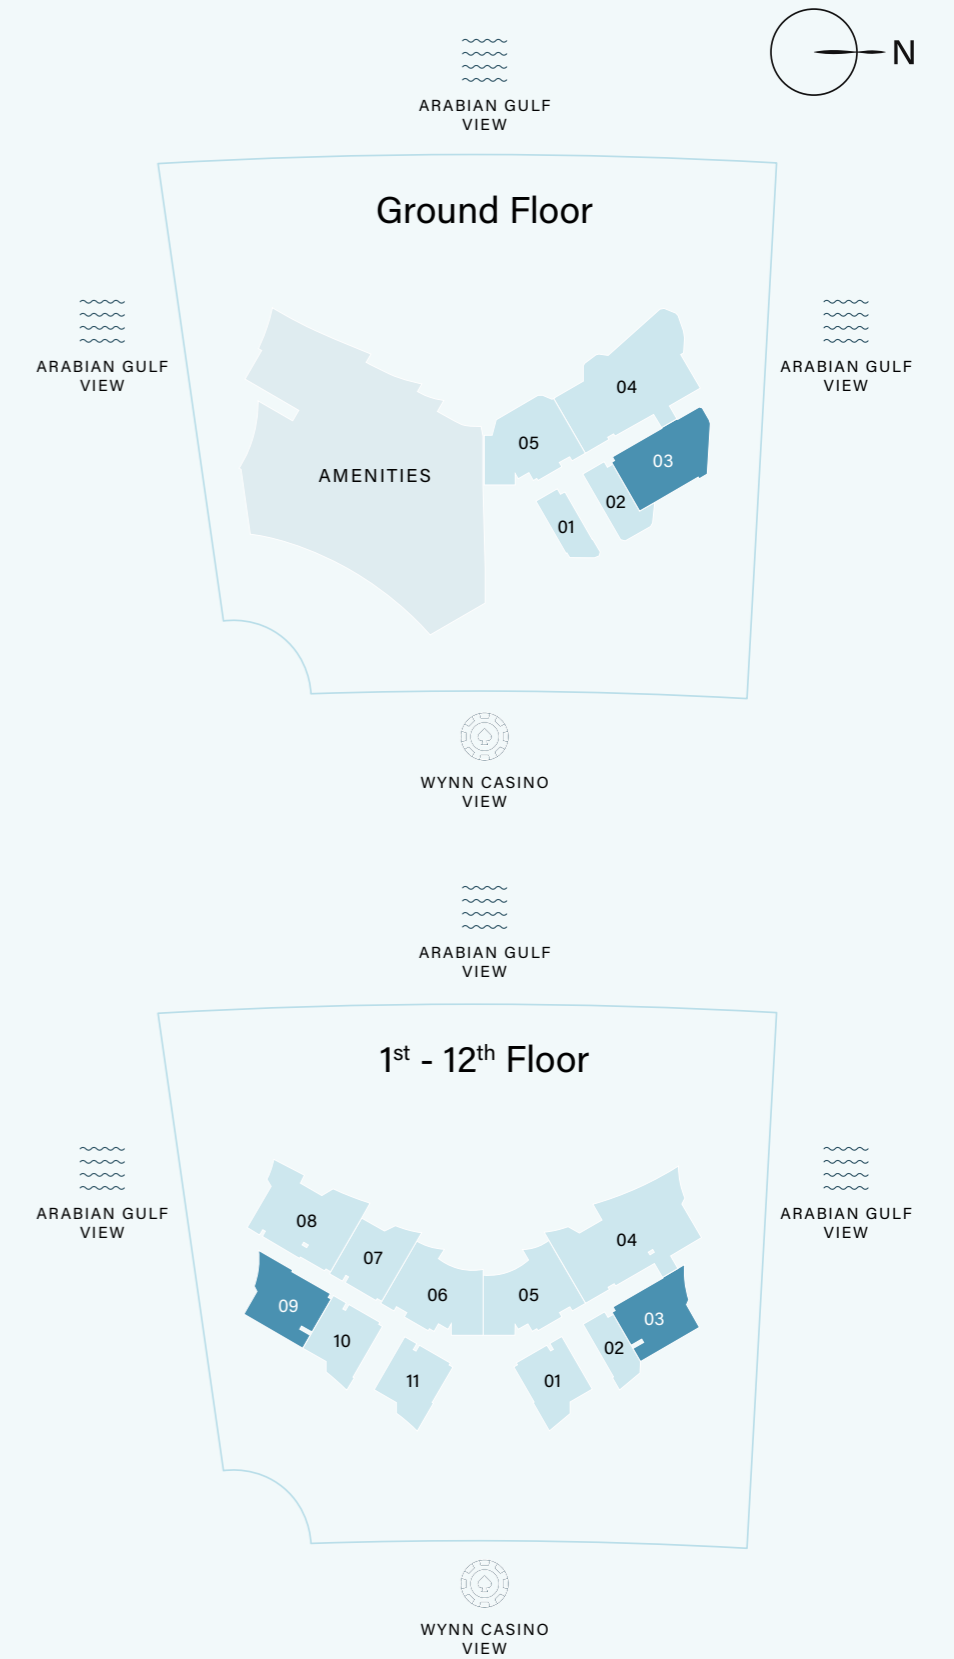 N
ARABIAN GULF
VIEW
Ground Floor
ARABIAN GULF
VIEW
ARABIAN GULF
VIEW
04
05
03
AMENITIES
02
01
WYNN CASINO
VIEW
ARABIAN GULF
VIEW
1st - 12th Floor
ARABIAN GULF
VIEW
ARABIAN GULF
VIEW
08
04
07
06
05
09
03
10
02
11
01
WYNN CASINO
VIEW